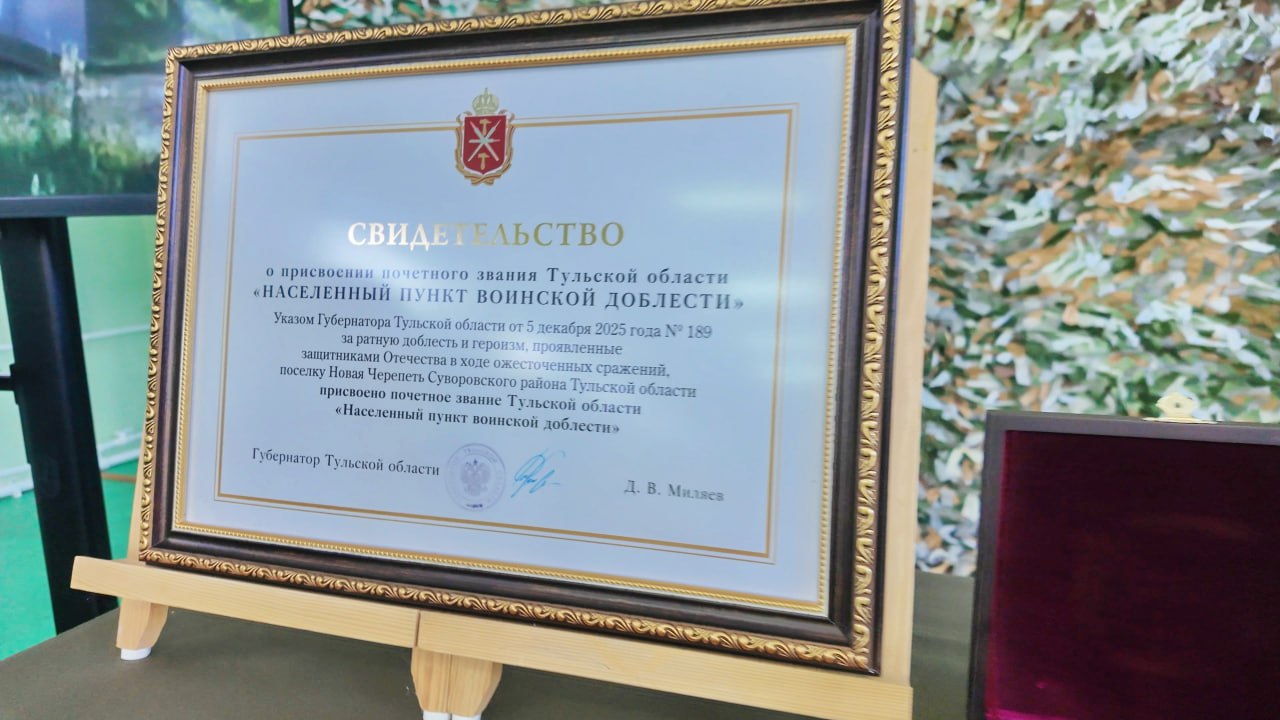 СВИДЕТЕЛЬСТВО
о присвоении почетного звания Тульской области
«НАСЕЛЕННЫЙ ПУНКТ ВОИНСКОЙ ДОБЛЕСТИ»
Указом Губернатора Тульской области от 5 декабря 2025 года № 189
за ратную доблесть и героизм, проявленные
защитниками Отечества в ходе ожесточенных сражений,
поселку Новая Черепеть Суворовского района Тульской области
присвоено почетное звание Тульской области
«Населенный пункт воинской доблести»
Губернатор Тульской области
Д. В. Миляев